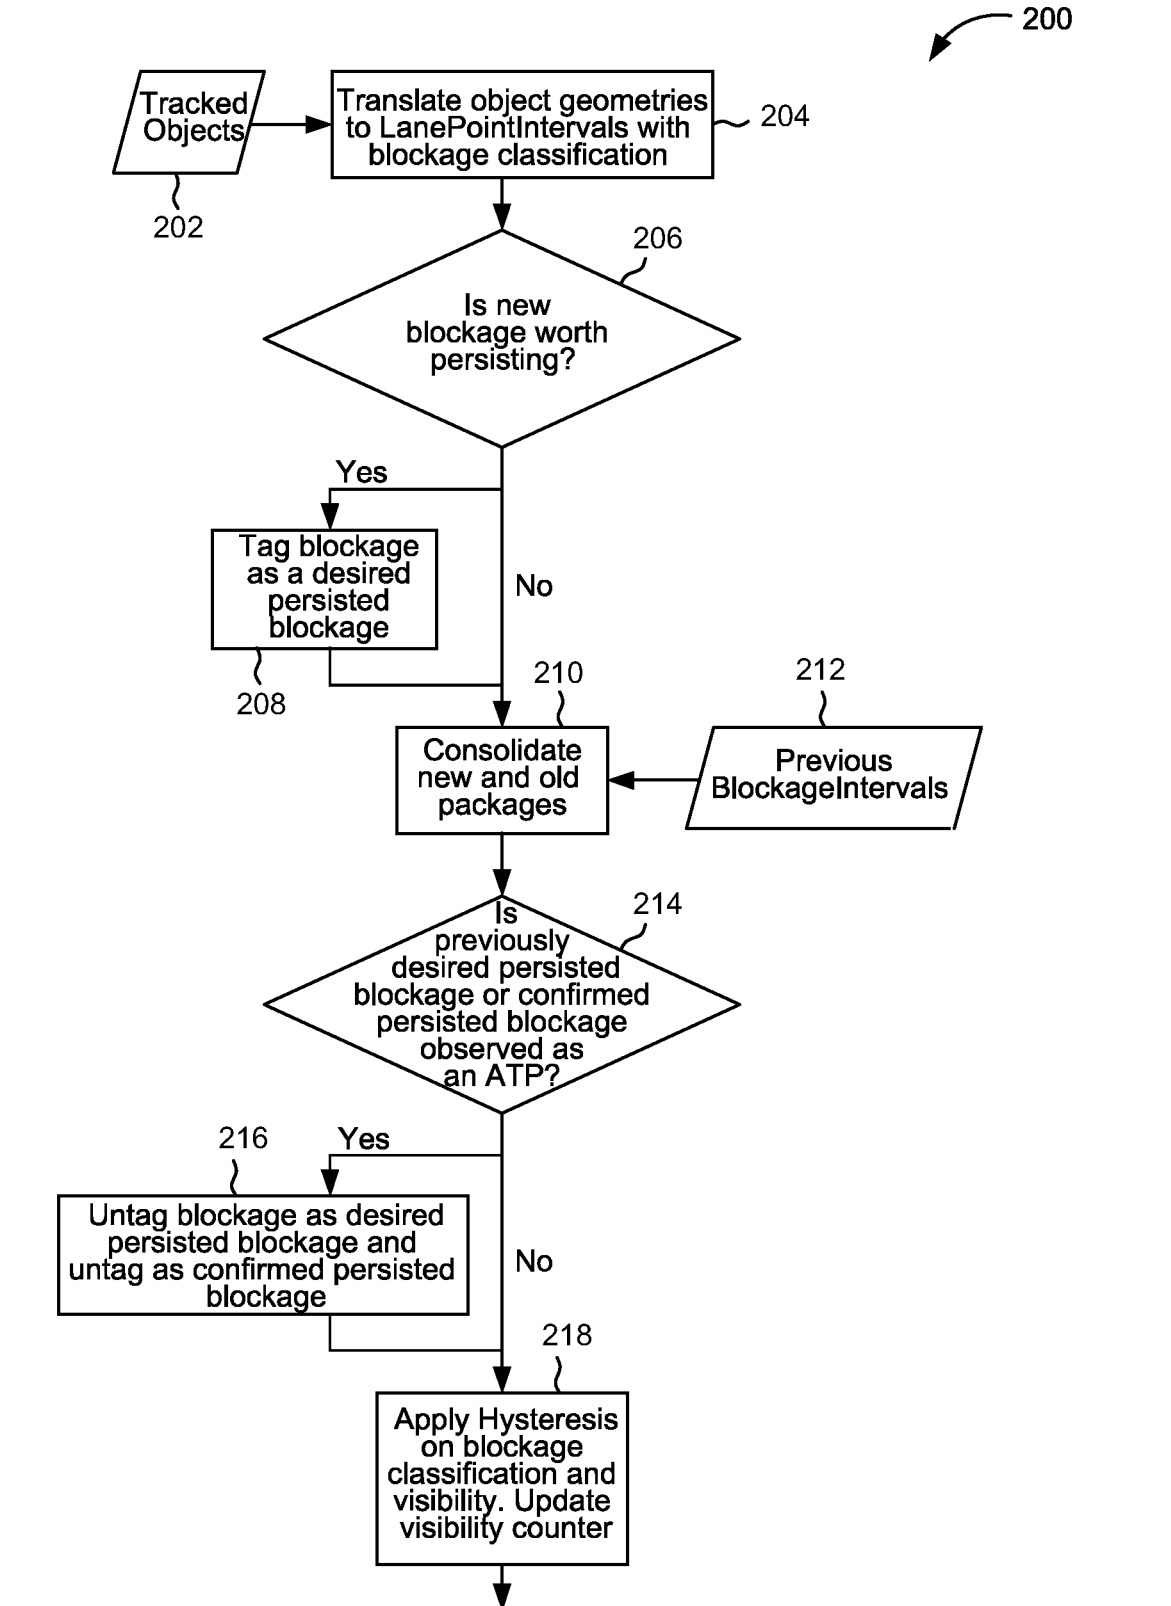 200
Tracked
Objects
202
Translate object geometries
to LanePointIntervals with
blockage classification
204
206
Is new
blockage worth
persisting?
Yes
Tag blockage
as a desired
persisted
blockage
208
No
210
212
Consolidate
new and old
packages
Previous
BlockageIntervals
214
Is
previously
desired persisted
blockage or confirmed
persisted blockage
observed as
an ATP?
216
Yes
Untag blockage as desired
persisted blockage and
untag as confirmed persisted
blockage
No
218
Apply Hysteresis
on blockage
classification and
visibility. Update
visibility counter